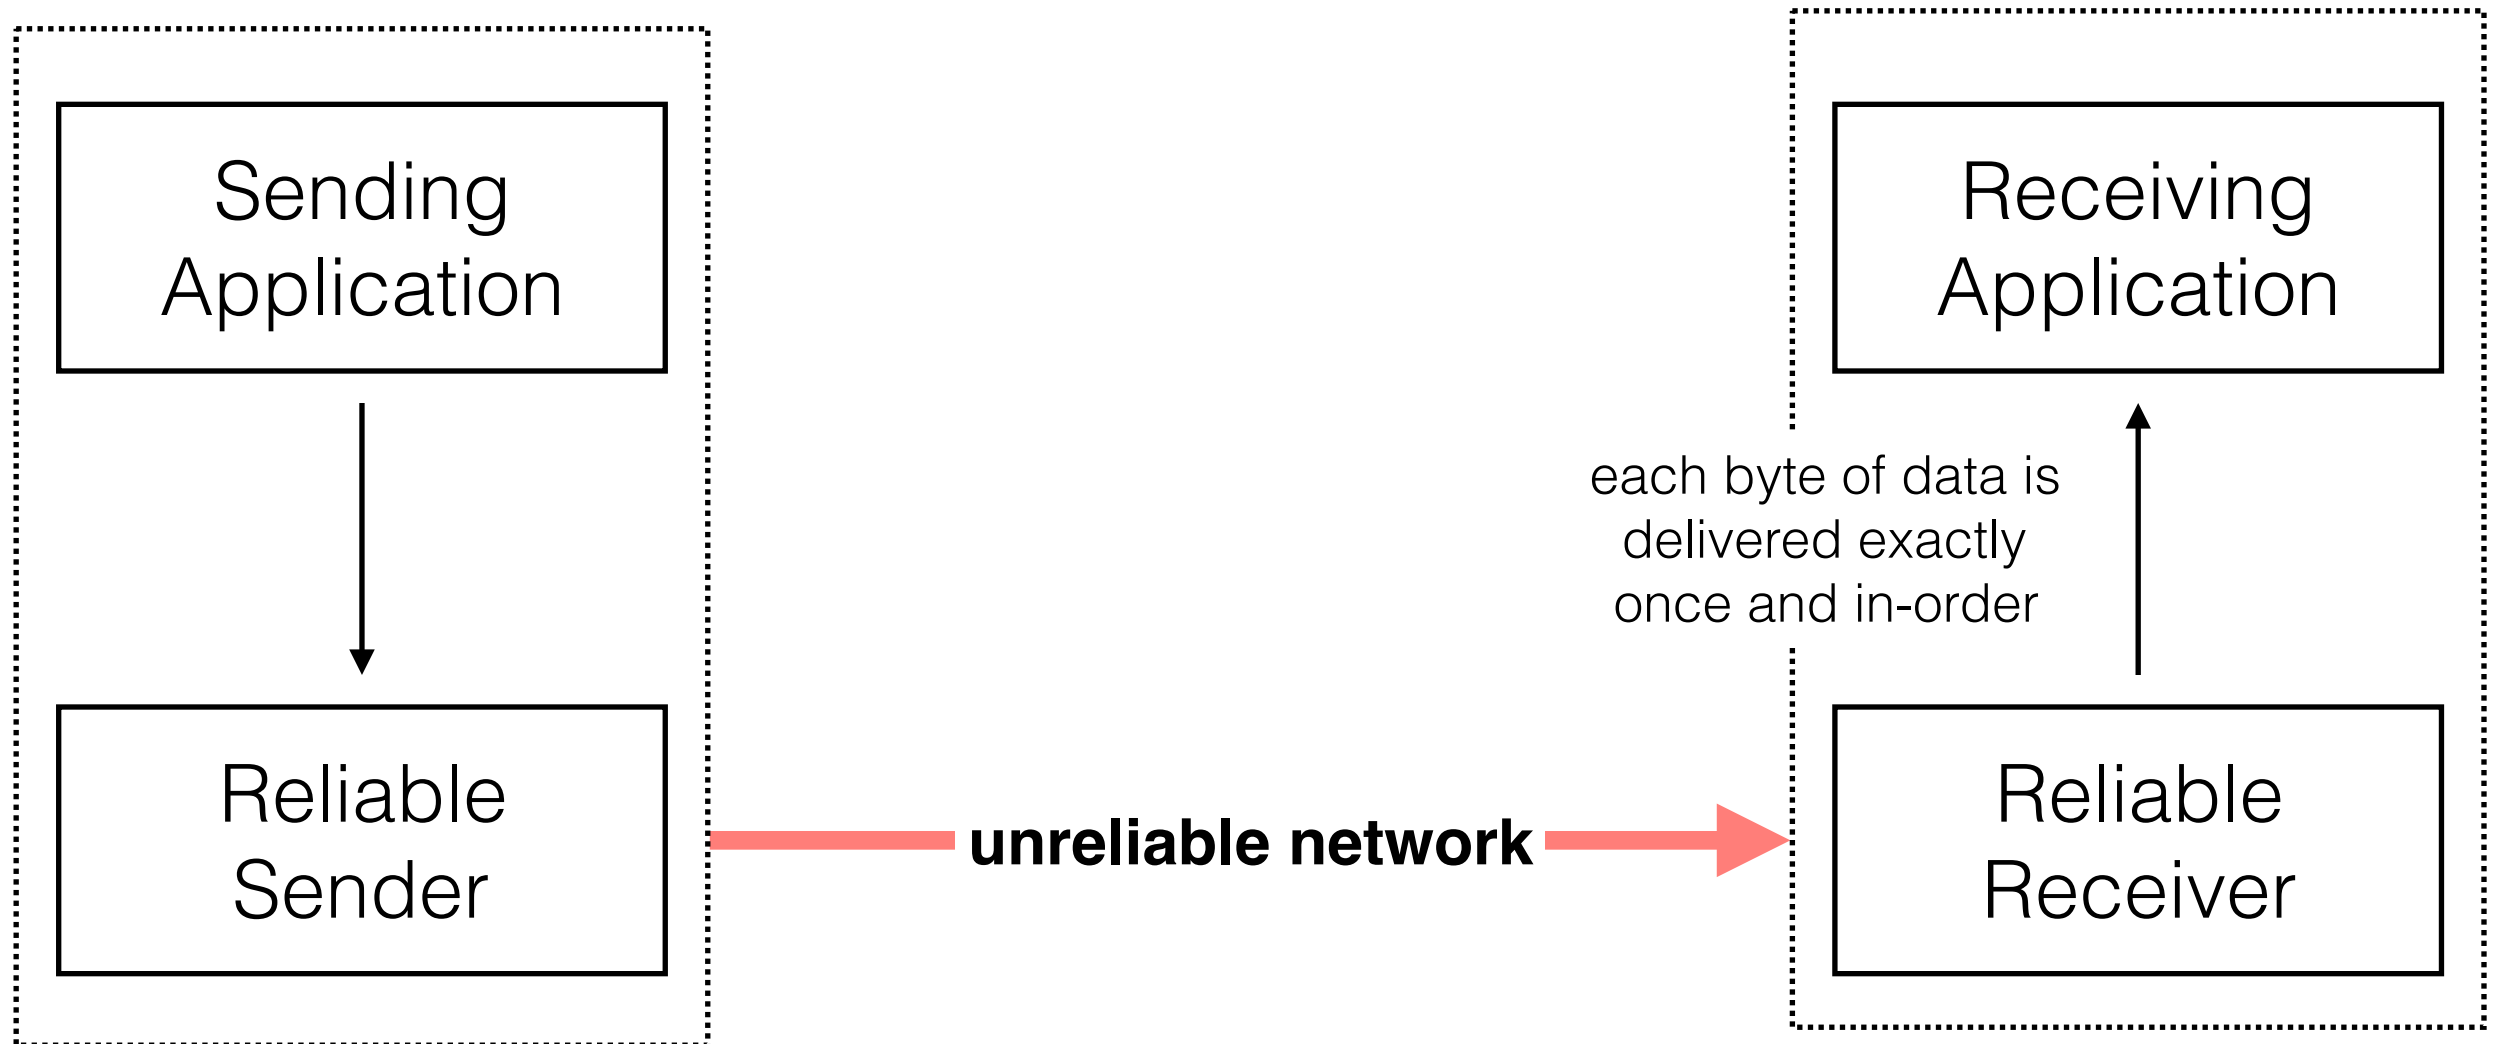 Sending
Application
Receiving
Application
each byte of data is
delivered exactly
once and in-order
Reliable
Sender
unreliable network
Reliable
Receiver